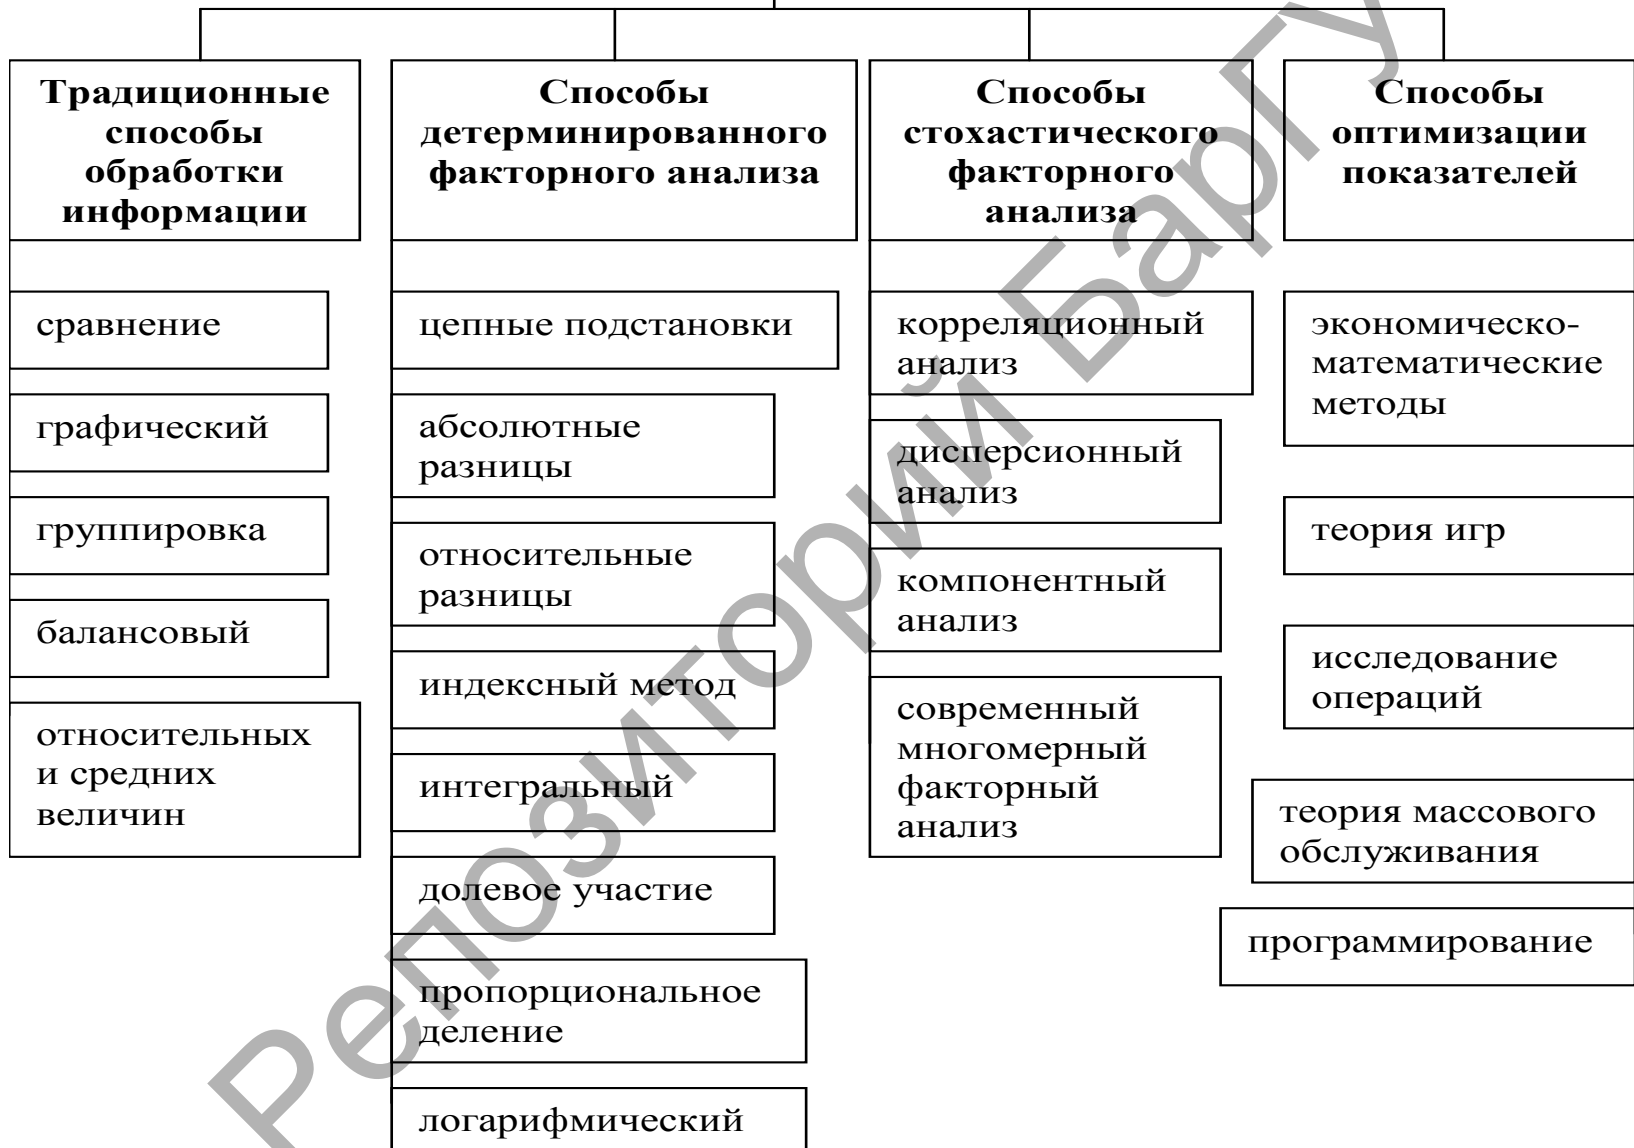 Традиционные
способы
обработки
информации
сравнение
графический
группировка
балансовый
относительных
и средних
величин
Способы
детерминированного
факторного анализа
цепные подстановки
абсолютные
разницы
относительные
разницы
индексный метод
интегральный
долевое участие
пропорциональное
деление
логарифмический
Способы
стохастического
факторного
анализа
корреляционный
анализ
дисперсионный
анализ
компонентный
анализ
современный
многомерный
факторный
анализ
Способы
оптимизации
показателей
экономическо-
математические
методы
теория игр
исследование
операций
теория массового
обслуживания
программирование
Репозиторий БарГУ